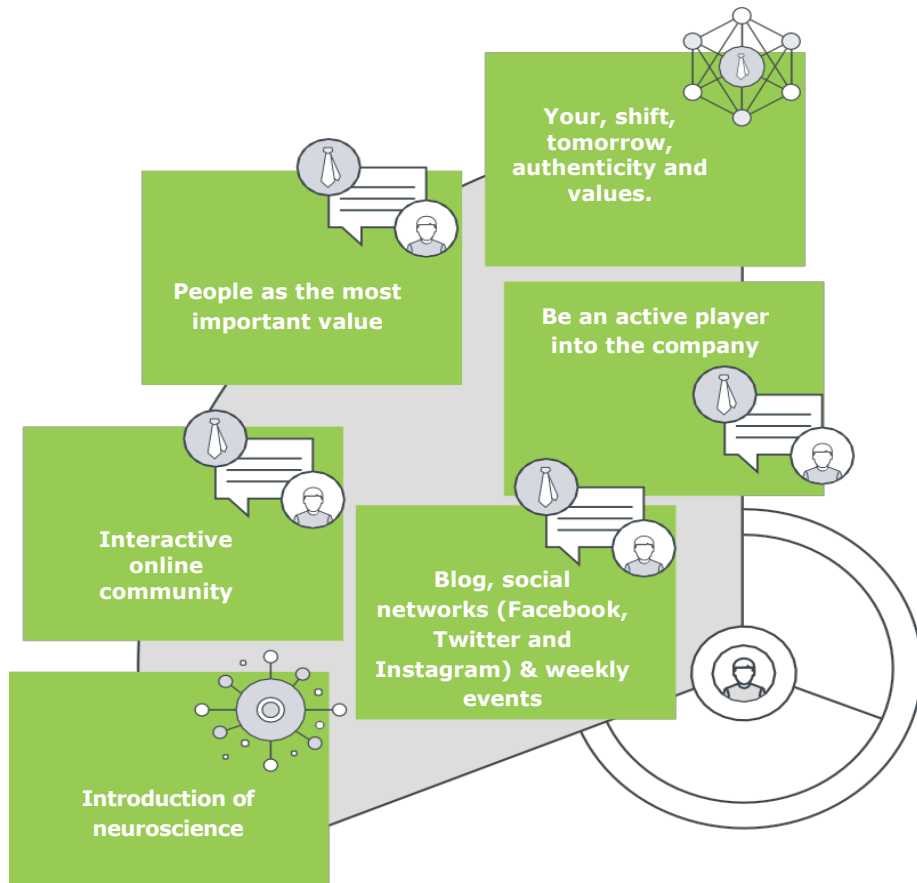 Your, shift,
tomorrow,
authenticity and
values.
People as the most
important value
Be an active player
into the company
Interactive
online
community
Blog, social
networks (Facebook,
Twitter and
Instagram) & weekly
events
Introduction of
neuroscience